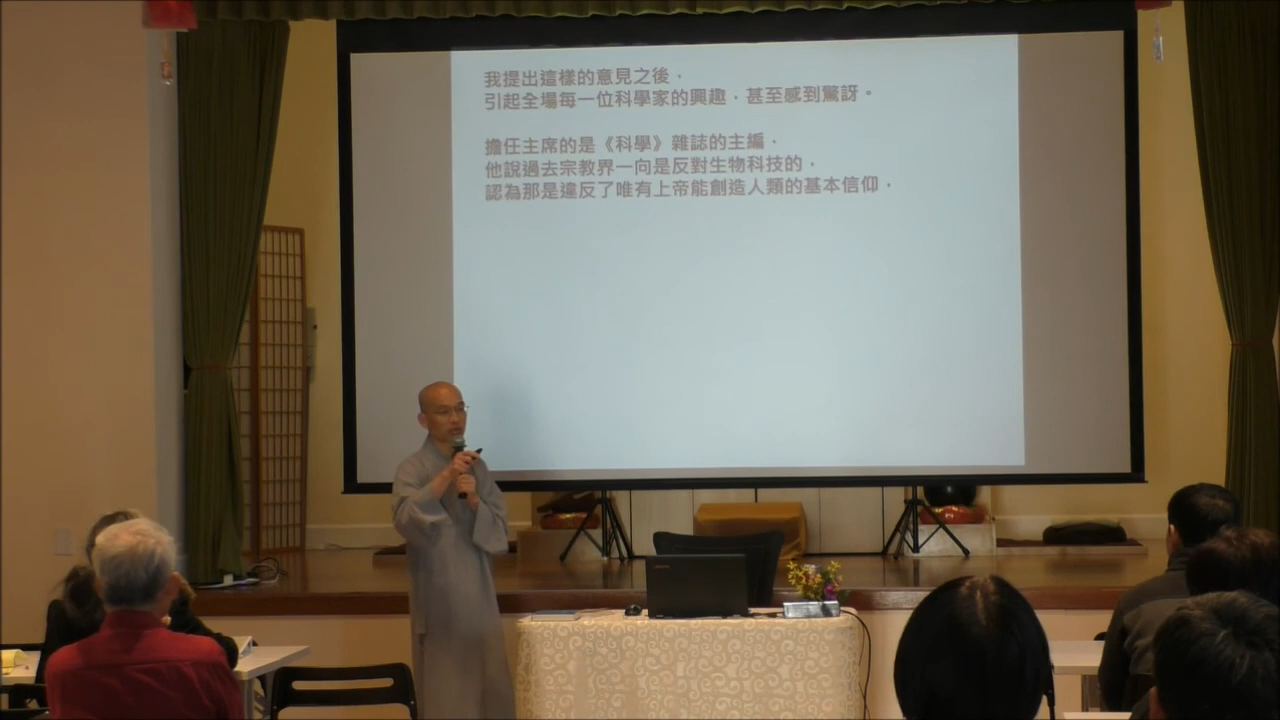 我提出這樣的意見之後，
引起全場每一位科學家的興趣，甚至感到驚訝。
擔任主席的是《科學》雜誌的主編，
他說過去宗教界一向是反對生物科技的，
認為那是違反了唯有上帝能創造人類的基本信仰，